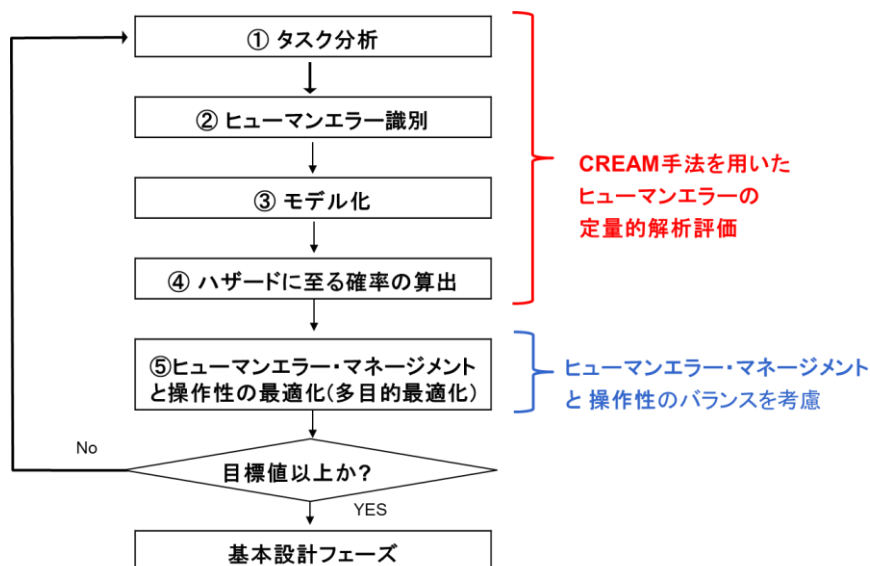 ① タスク分析
② ヒューマンエラー識別
③ モデル化
④ ハザードに至る確率の算出
CREAM手法を用いた
ヒューマンエラーの
定量的解析評価
⑤ヒューマンエラー・マネージメント
と操作性の最適化(多目的最適化)
ヒューマンエラー・マネージメント
と 操作性のバランスを考慮
No
目標値以上か?
YES
基本設計フェーズ